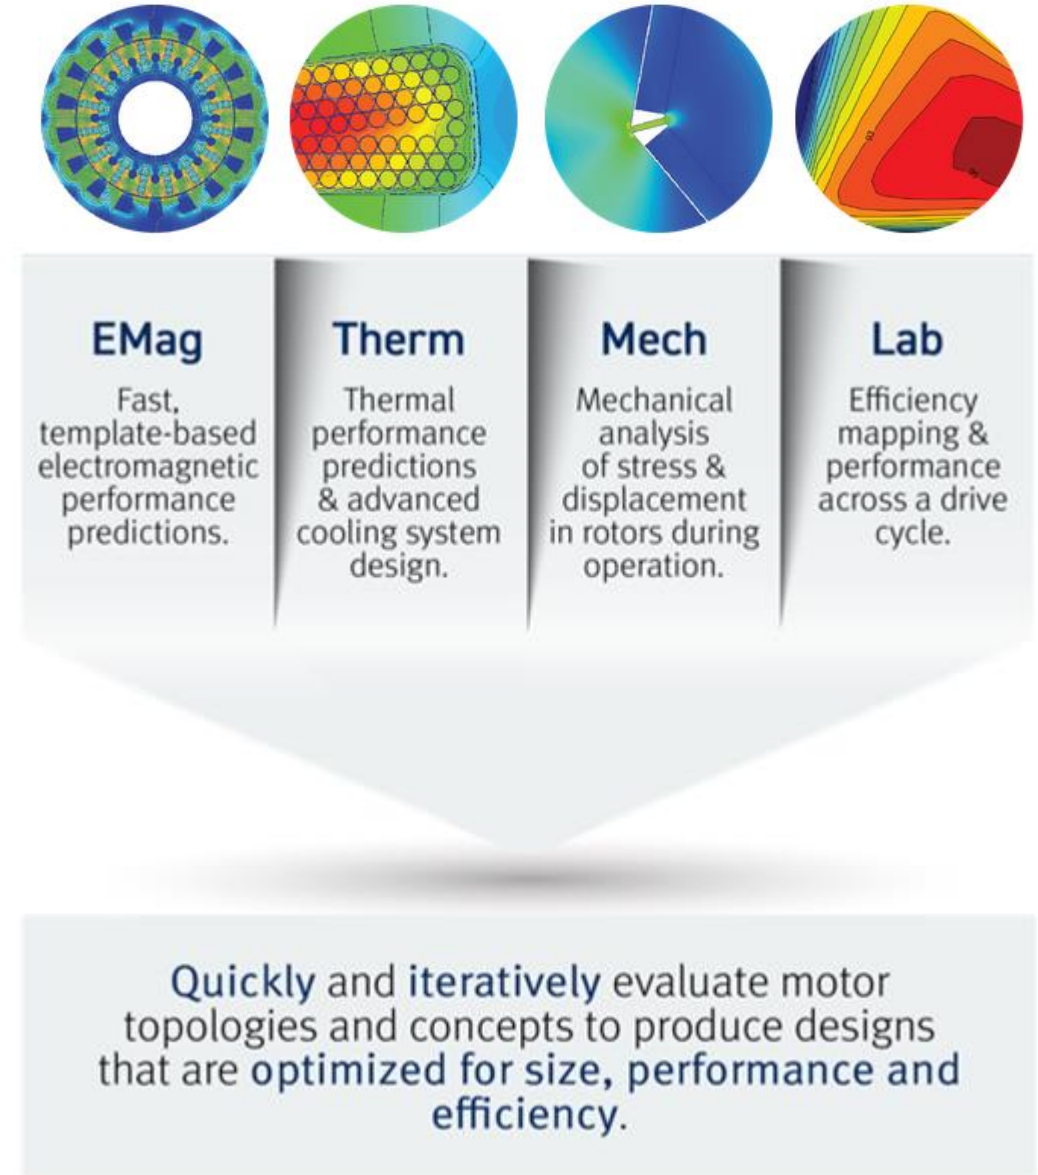 EMag
Fast,
template-based
electromagnetic
performance
predictions.
Therm
Thermal
performance
predictions
& advanced
cooling system
design.
Mech
Mechanical
analysis
of stress &
displacement
in rotors during
operation.
Lab
Efficiency
mapping &
performance
across a drive
cycle.
Quickly and iteratively evaluate motor
topologies and concepts to produce designs
that are optimized for size, performance and
efficiency.